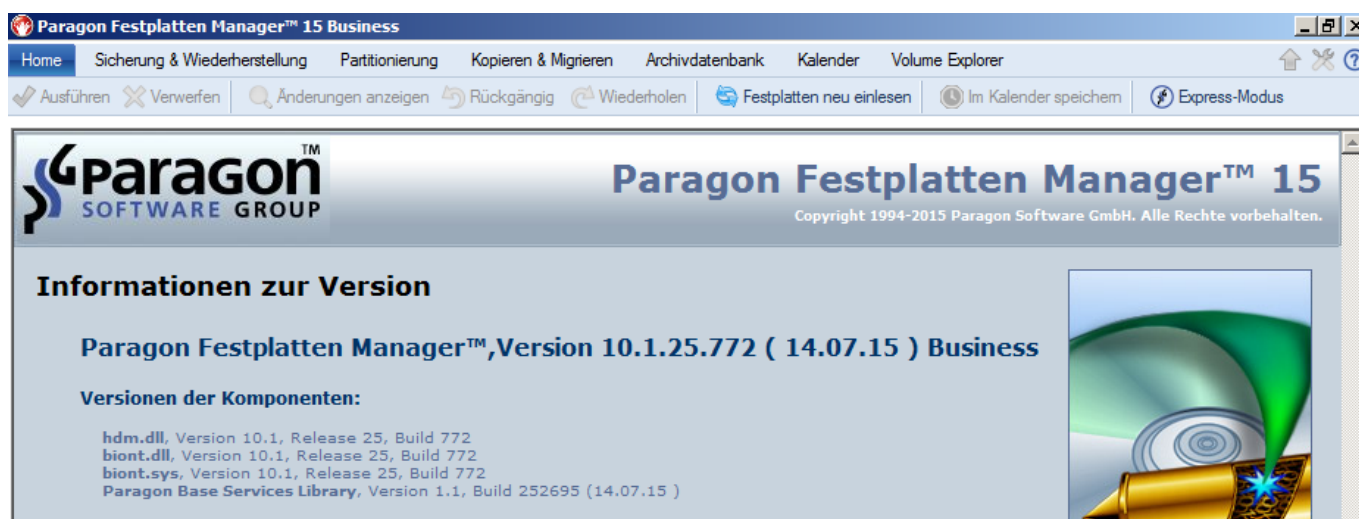 Paragon Festplatten Manager™ 15 Business
Home Sicherung & Wiederherstellung Partitionierung Kopieren & Migrieren Archivdatenbank Kalender Volume Explorer
Ausführen Verwerfen Änderungen anzeigen Rückgängig Wiederholen Festplatten neu einlesen Im Kalender speichern Express-Modus
Paragon™
SOFTWARE GROUP
Paragon Festplatten Manager™ 15
Copyright 1994-2015 Paragon Software GmbH. Alle Rechte vorbehalten.
Informationen zur Version
Paragon Festplatten Manager™,Version 10.1.25.772 ( 14.07.15 ) Business
Versionen der Komponenten:
hdm.dll, Version 10.1, Release 25, Build 772
biont.dll, Version 10.1, Release 25, Build 772
biont.sys, Version 10.1, Release 25, Build 772
Paragon Base Services Library, Version 1.1, Build 252695 (14.07.15 )